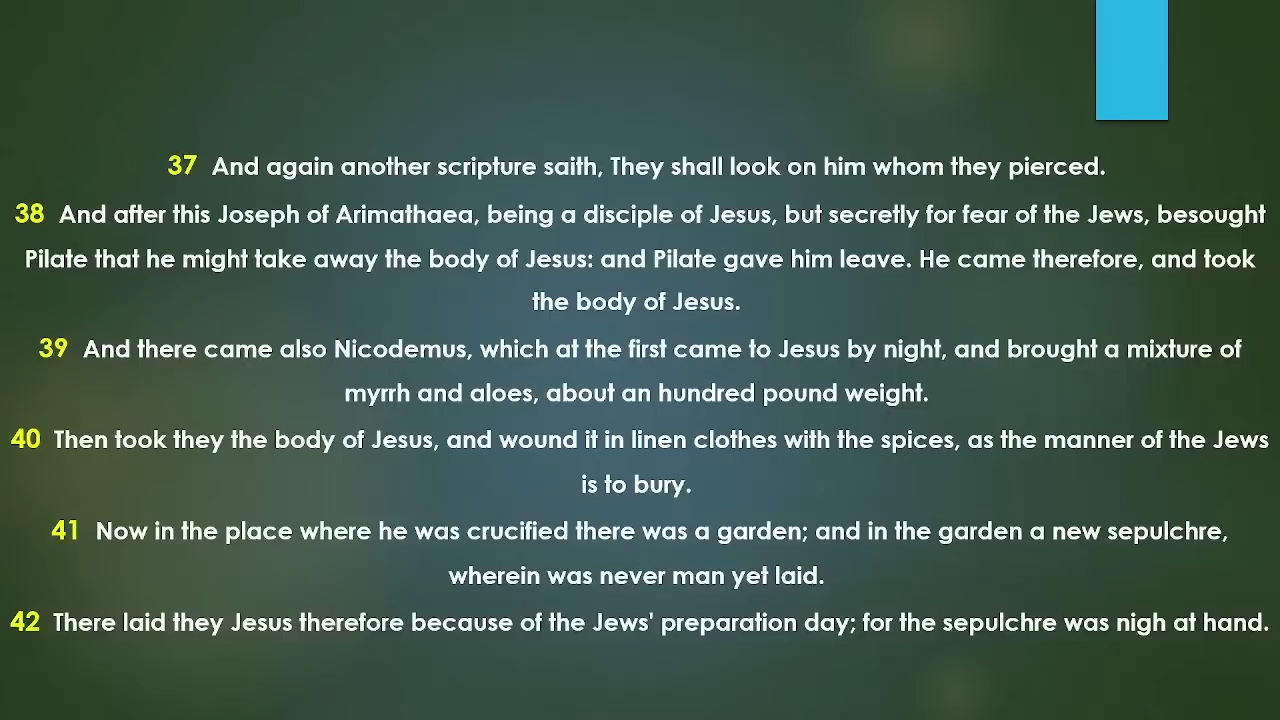 37 And again another scripture saith, They shall look on him whom they pierced.
38 And after this Joseph of Arimathaea, being a disciple of Jesus, but secretly for fear of the Jews, besought
Pilate that he might take away the body of Jesus: and Pilate gave him leave. He came therefore, and took
the body of Jesus.
39 And there came also Nicodemus, which at the first came to Jesus by night, and brought a mixture of
myrrh and aloes, about an hundred pound weight.
40 Then took they the body of Jesus, and wound it in linen clothes with the spices, as the manner of the Jews
is to bury.
41 Now in the place where he was crucified there was a garden; and in the garden a new sepulchre,
wherein was never man yet laid.
42 There laid they Jesus therefore because of the Jews' preparation day; for the sepulchre was nigh at hand.